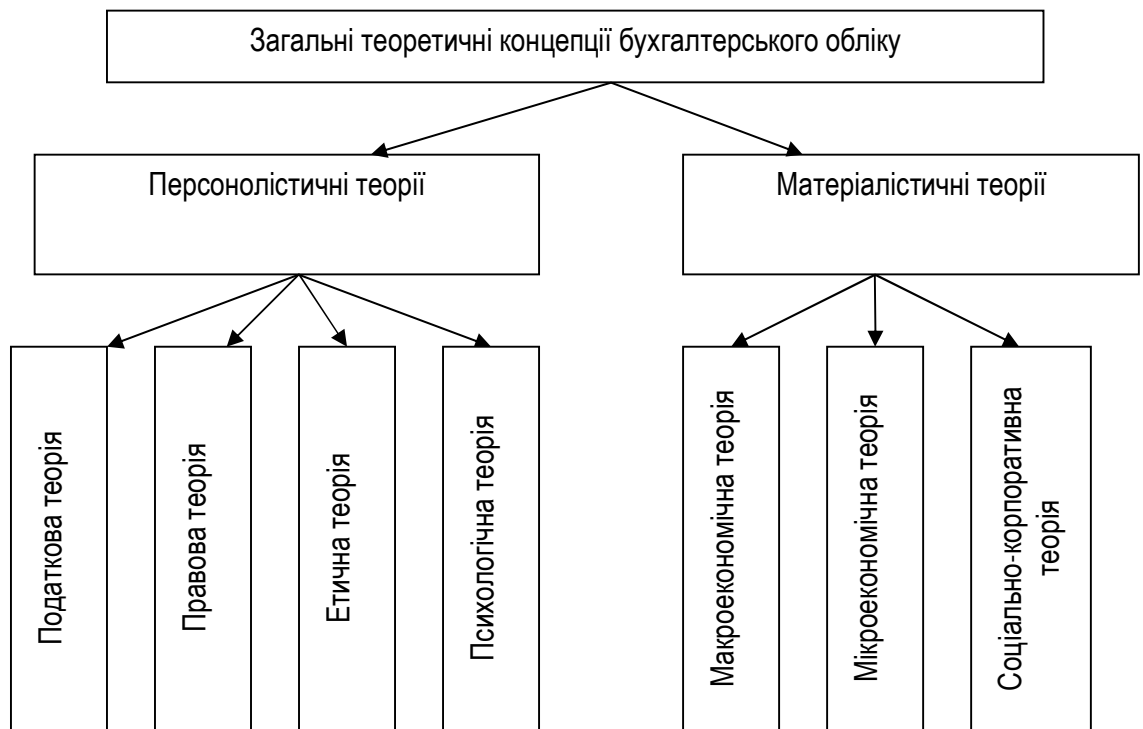 Загальні теоретичні концепції бухгалтерського обліку
Персонолістичні теорії
Матеріалістичні теорії
Податкова теорія
Правова теорія
Етична теорія
Психологічна теорія
Макроекономічна теорія
Мікроекономічна теорія
Соціально-корпоративна
теорія